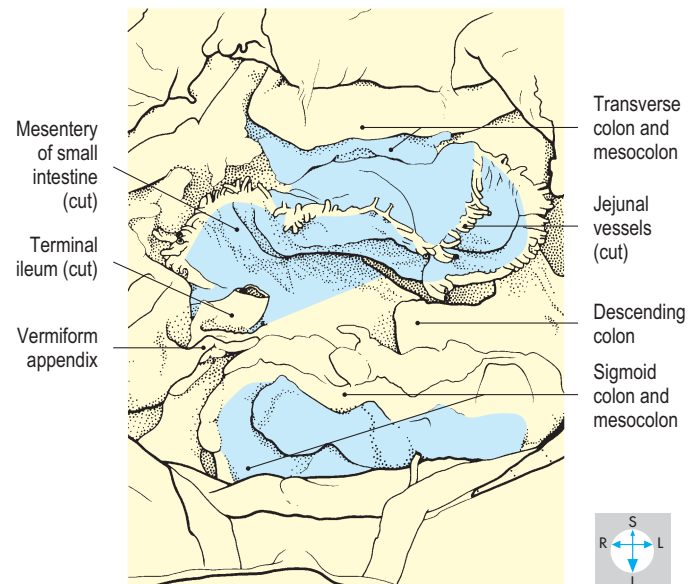 Mesentery
of small
intestine
(cut)
Terminal
ileum (cut)
Vermiform
appendix
Transverse
colon and
mesocolon
Jejunal
vessels
(cut)
Descending
colon
Sigmoid
colon and
mesocolon
S
R L
I